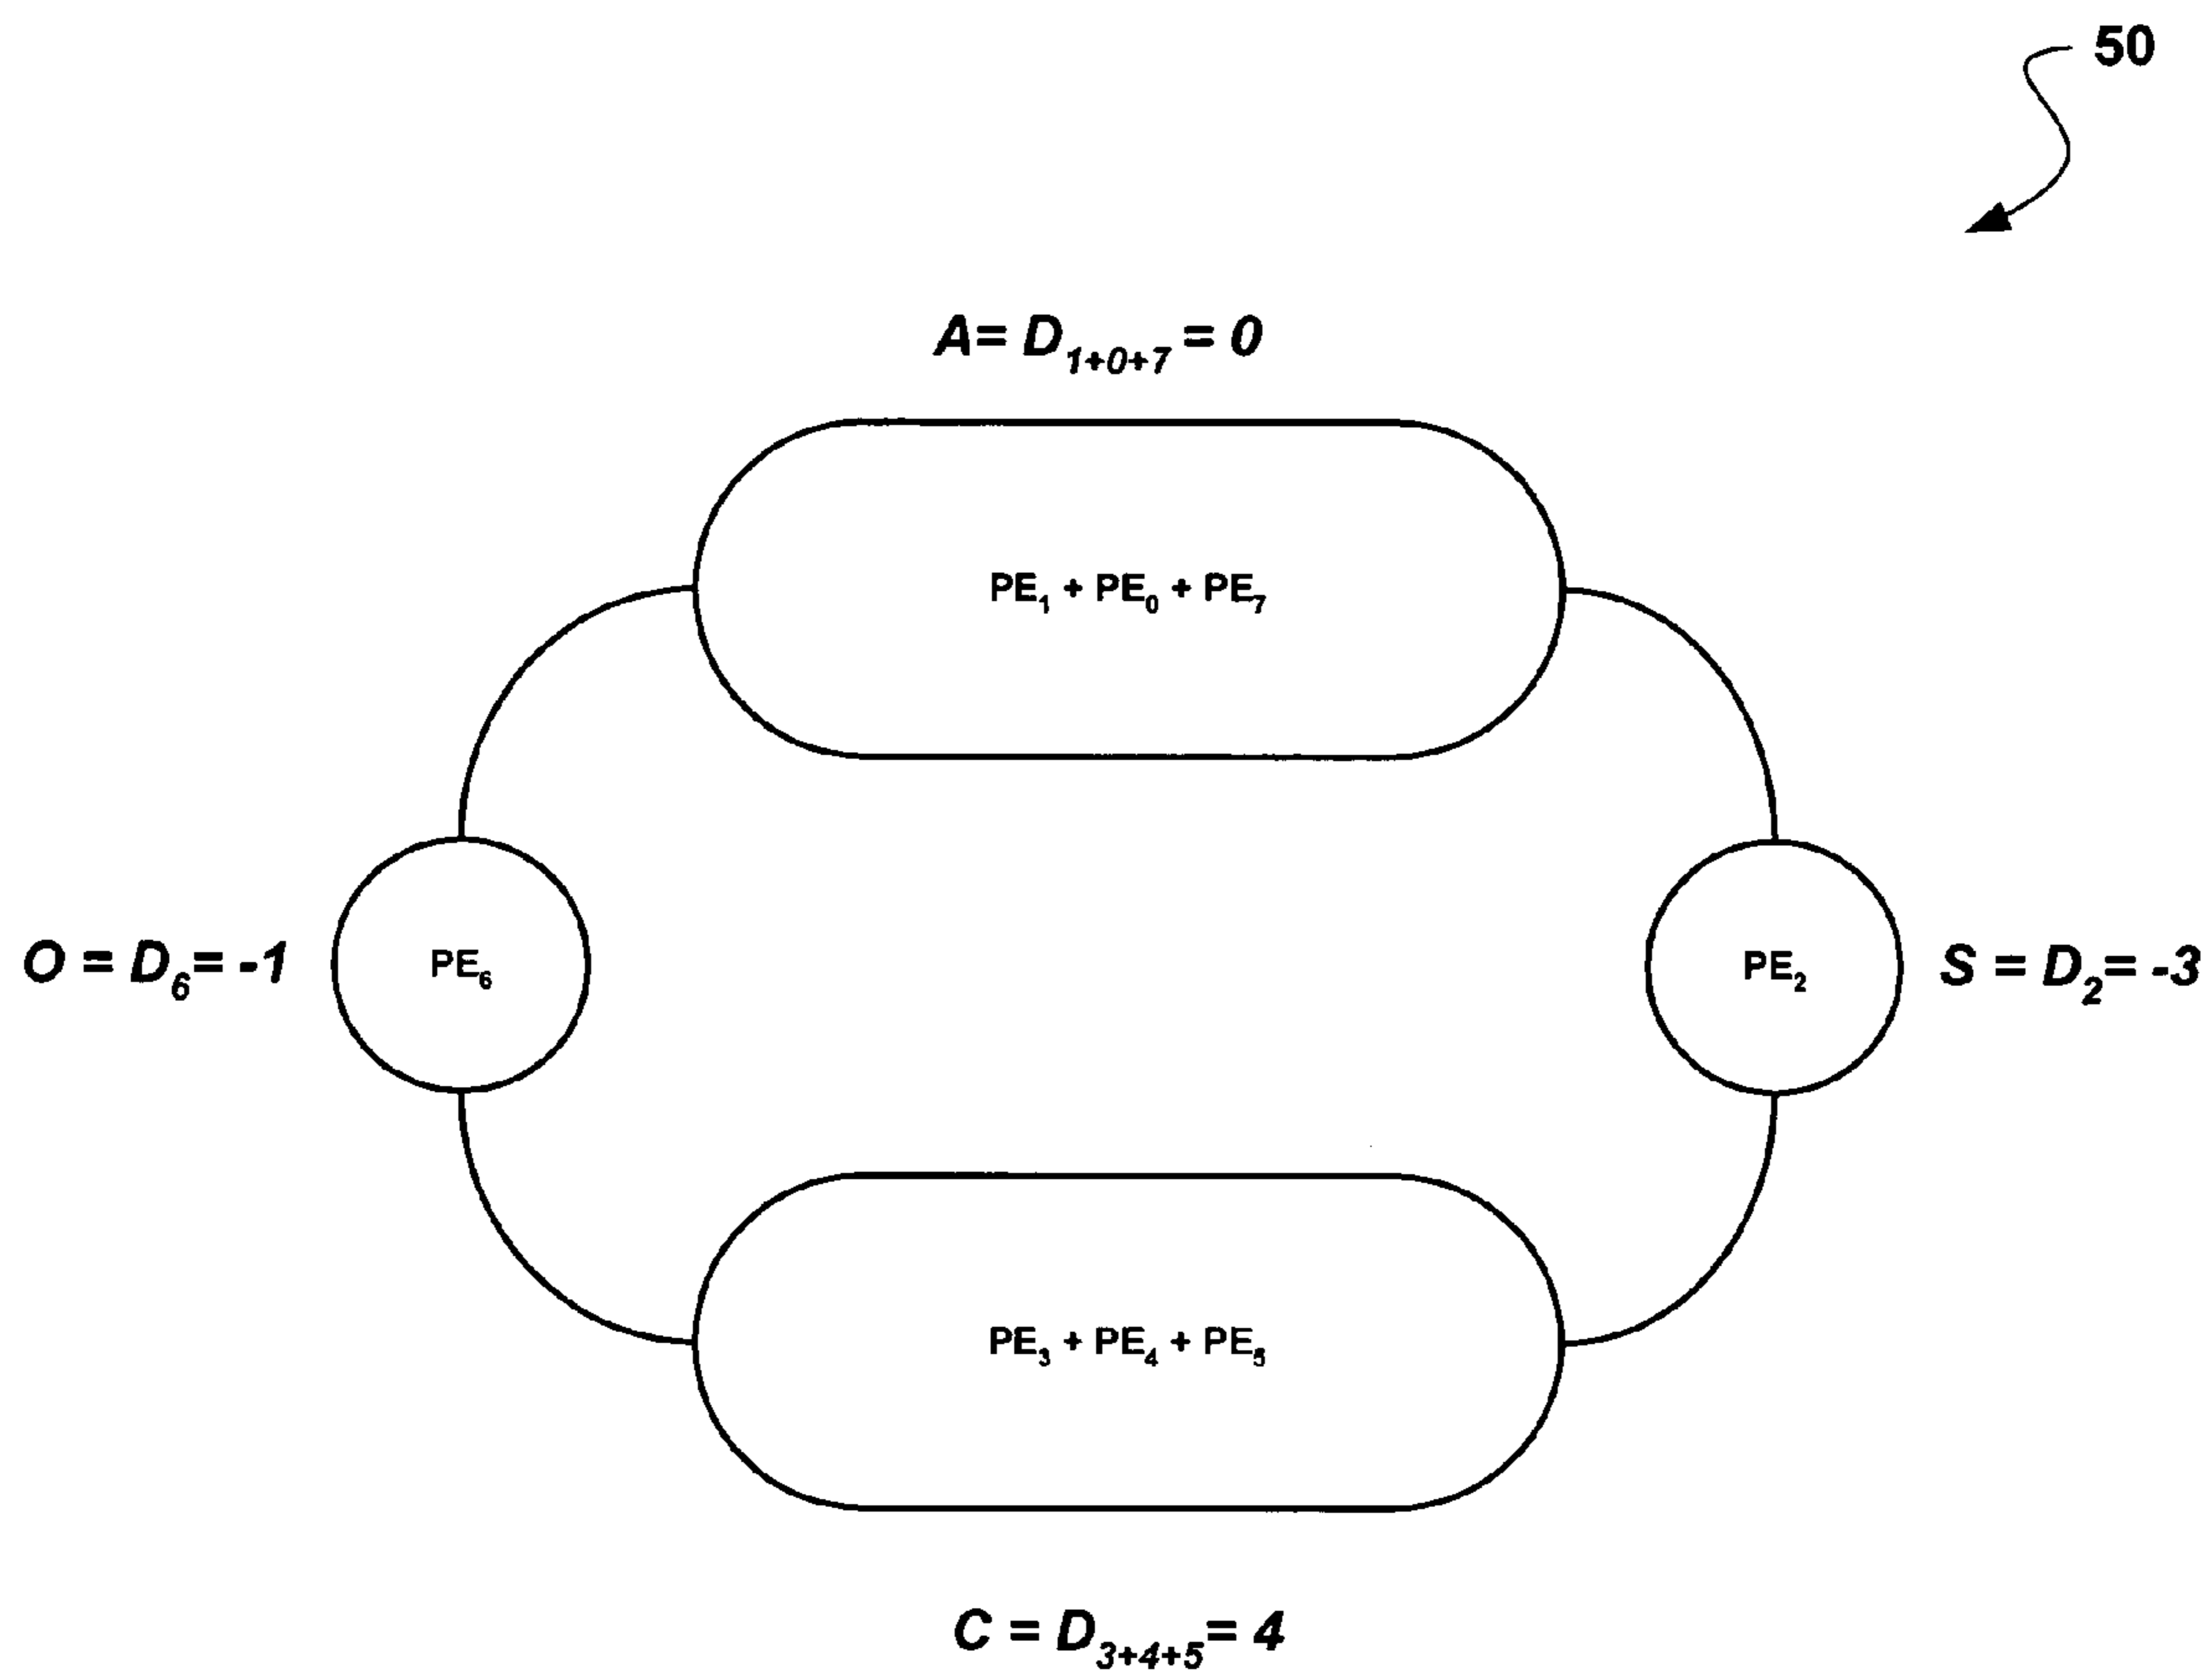 50
A= D₁₊₀₊₇ = 0
PE₁ + PE₀ + PE₇
O = D₆= -1
PE₆
PE₂
S = D₂= -3
PE₃ + PE₄ + PE₅
C = D₃₊₄₊₅= 4